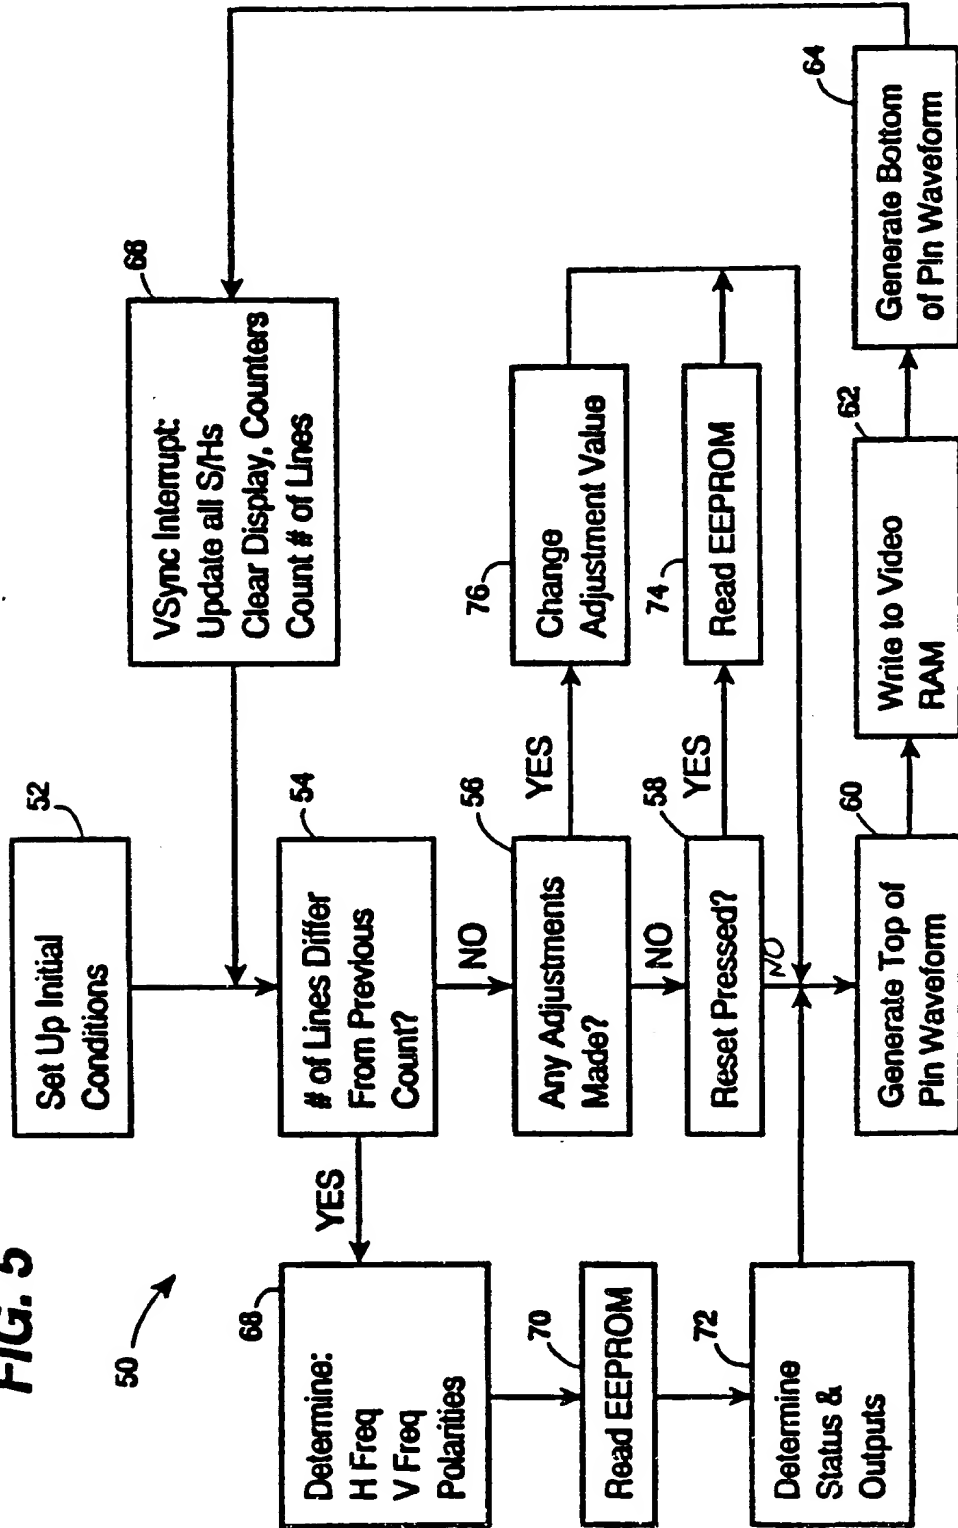 FIG. 5
50
52
Set Up Initial
Conditions
66
VSync Interrupt:
Update all S/Hs
Clear Display, Counters
Count # of Lines
54
# of Lines Differ
From Previous
Count?
YES
NO
68
Determine:
H Freq
V Freq
Polarities
56
Any Adjustments
Made?
YES
NO
76
Change
Adjustment Value
70
Read EEPROM
58
Reset Pressed?
YES
NO
74
Read EEPROM
72
Determine
Status &
Outputs
60
Generate Top of
Pin Waveform
62
Write to Video
RAM
64
Generate Bottom
of Pin Waveform